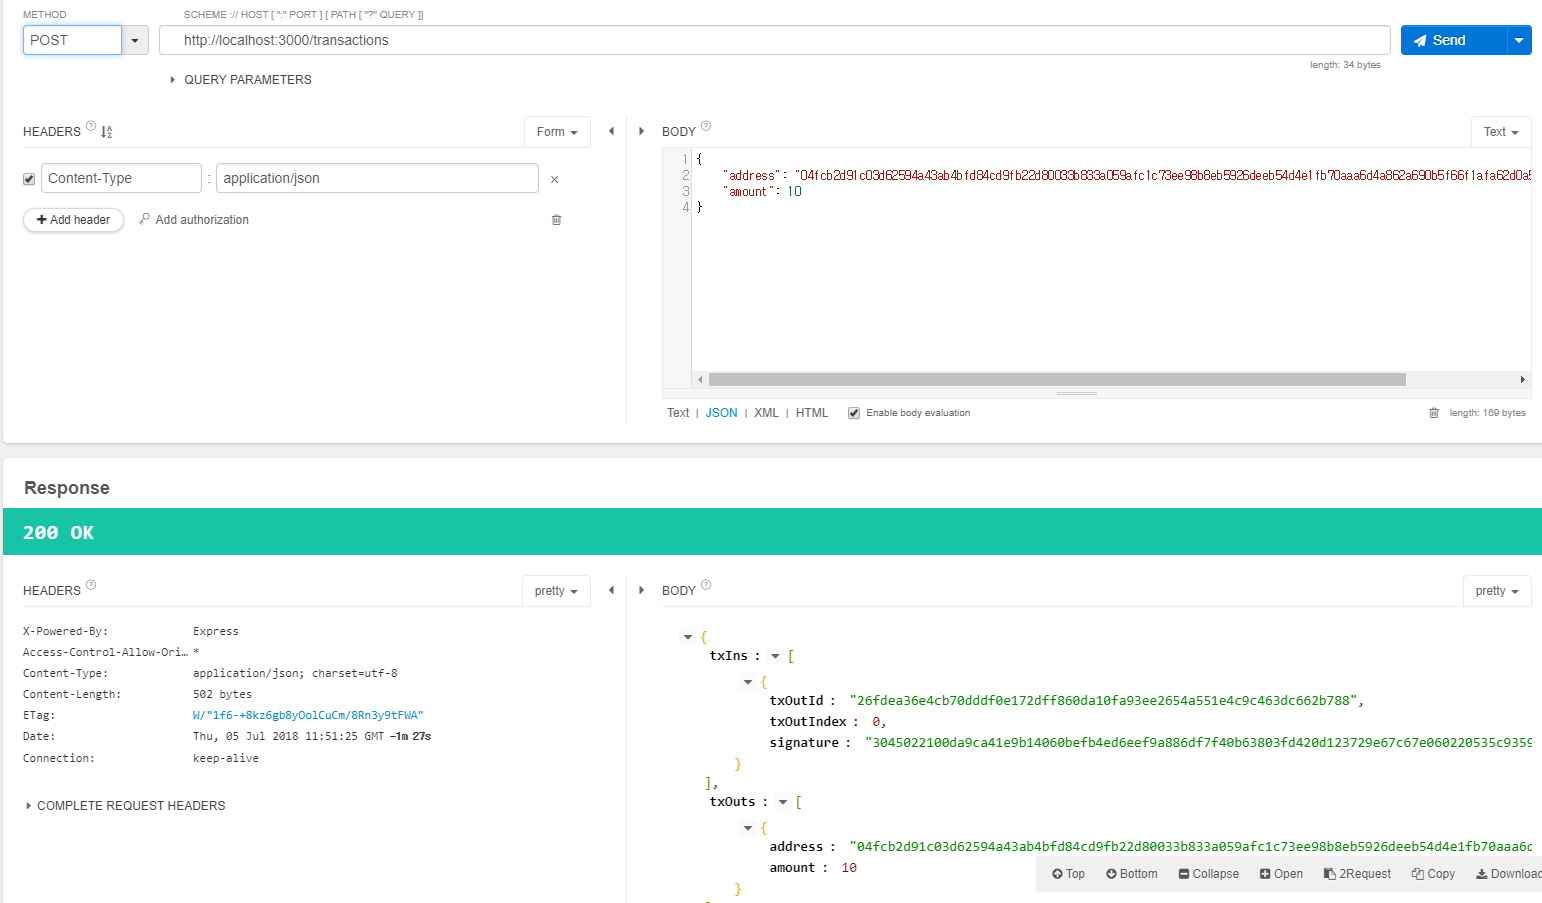 METHOD
SCHEME :// HOST [ ":" PORT ] [ PATH [ "?" QUERY ]]
POST
http://localhost:3000/transactions
Send
length: 34 bytes
QUERY PARAMETERS
HEADERS ?
Form
BODY ?
Text
Content-Type : application/json ×
Add header
Add authorization
1 {
2 "address": "04fcb2d91c03d62594a43ab4bfd84cd9fb22d80033b833a059afc1c73ee98b8eb5926deeb54d4e1fb70aaa6d4a862a690b5f66f1afa62d0a5
3 "amount": 10
4 }
Text | JSON | XML | HTML
Enable body evaluation
length: 169 bytes
Response
200 OK
HEADERS ?
pretty
BODY ?
pretty
X-Powered-By: Express
Access-Control-Allow-Ori… *
Content-Type: application/json; charset=utf-8
Content-Length: 502 bytes
ETag: W/"1f6-+8kz6gb8yOolCuCm/8Rn3y9tFWA"
Date: Thu, 05 Jul 2018 11:51:25 GMT -1m 27s
Connection: keep-alive
COMPLETE REQUEST HEADERS
{
txIns : [
{
txOutId : "26fdea36e4cb70dddf0e172dff860da10fa93ee2654a551e4c9c463dc662b788",
txOutIndex : 0,
signature : "3045022100da9ca41e9b14060befb4ed6eef9a886df7f40b63803fd420d123729e67c67e060220535c9359
}
],
txOuts : [
{
address : "04fcb2d91c03d62594a43ab4bfd84cd9fb22d80033b833a059afc1c73ee98b8eb5926deeb54d4e1fb70aaa6d
amount : 10
}
Top
Bottom
Collapse
Open
2Request
Copy
Download